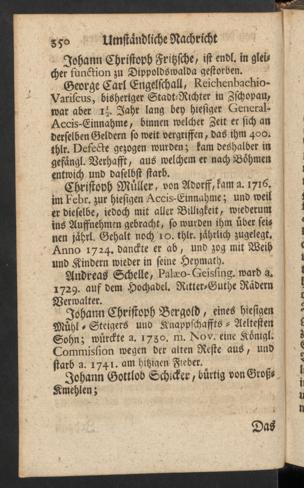 350 Umständliche Nachricht
Johann Christoph Fritzsche, ist endl. in glei-
cher function zu Dippoldswalda gestorben.
George Carl Engelschall, Reichenbachio-
Variscus, bisheriger Stadt-Richter in Zschopau,
war aber 1½. Jahr lang bey hiesiger General-
Accis-Einnahme, binnen welcher Zeit er sich an
derselben Geldern so weit vergriffen, daß ihm 400.
thlr. Defecte gezogen wurden; kam deshalber in
gefängl. Verhafft, aus welchem er nach Böhmen
entwich und daselbst starb.
Christoph Müller, von Adorff, kam a. 1716.
im Febr. zur hiesigen Accis-Einnahme; und weil
er dieselbe, iedoch mit aller Billigkeit, wiederum
ins Auffnehmen gebracht, so wurden ihm über sei-
nen jährl. Gehalt noch 10. thlr. jährlich zugelegt,
Anno 1724. danckte er ab, und zog mit Weib
und Kindern wieder in seine Heymath.
Andreas Schelle, Palæo-Geising. ward a.
1729. auf dem Hochadel. Ritter-Guthe Rädern
Verwalter.
Johann Christoph Bergold, eines hiesigen
Mühl-Steigers und Knappschaffts-Aeltesten
Sohn; würckte a. 1730. m. Nov. eine Königl.
Commission wegen der alten Reste aus, und
starb a. 1741. am hitzigen Fieber.
Johann Gottlob Schicker, bürtig von Groß-
Kmehlen;
Das